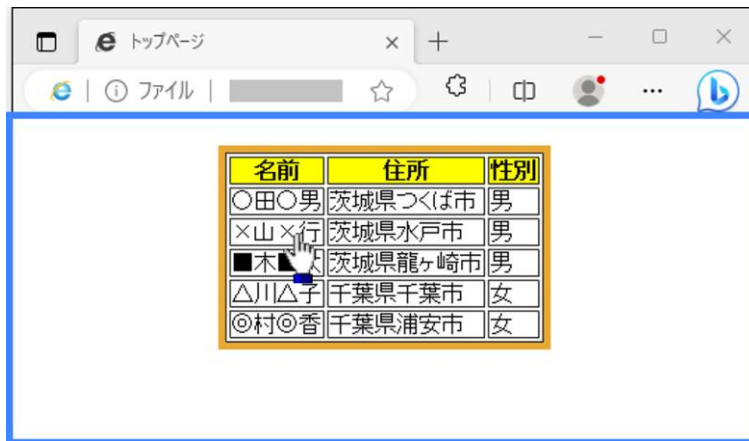 トップページ
ファイル
名前 住所 性別
○田○男 茨城県つくば市 男
×山×行 茨城県水戸市 男
■木■ 茨城県龍ヶ崎市 男
△川△子 千葉県千葉市 女
◎村◎香 千葉県浦安市 女